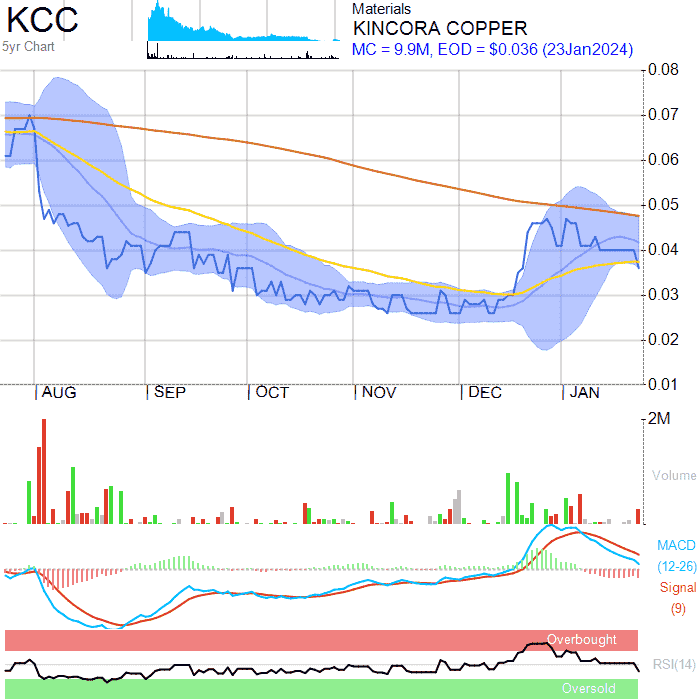 KCC
5yr Chart
Materials
KINCORA COPPER
MC = 9.9M, EOD = $0.036 (23Jan2024)
0.08
0.07
0.06
0.05
0.04
0.03
0.02
0.01
AUG SEP OCT NOV DEC JAN
2M
Volume
MACD
(12-26)
Signal
(9)
Overbought
RSI(14)
Oversold